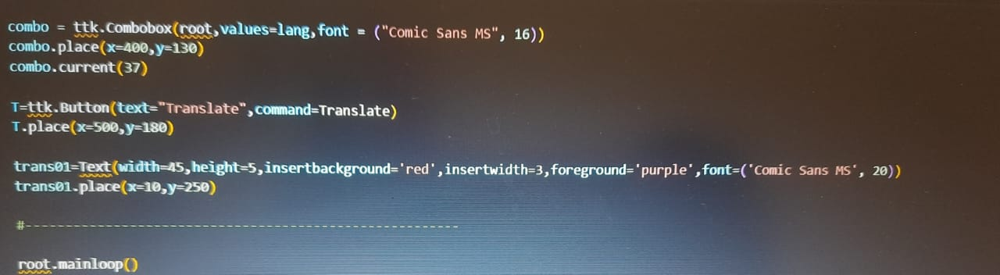 combo = ttk.Combobox(root,values=lang,font = ("Comic Sans MS", 16))
combo.place(x=400,y=130)
combo.current(37)
T=ttk.Button(text="Translate",command=Translate)
T.place(x=500,y=180)
trans01=Text(width=45,height=5,insertbackground='red',insertwidth=3,foreground='purple',font=('Comic Sans MS', 20))
trans01.place(x=10,y=250)
#-----------------------------------------------------
root.mainloop()